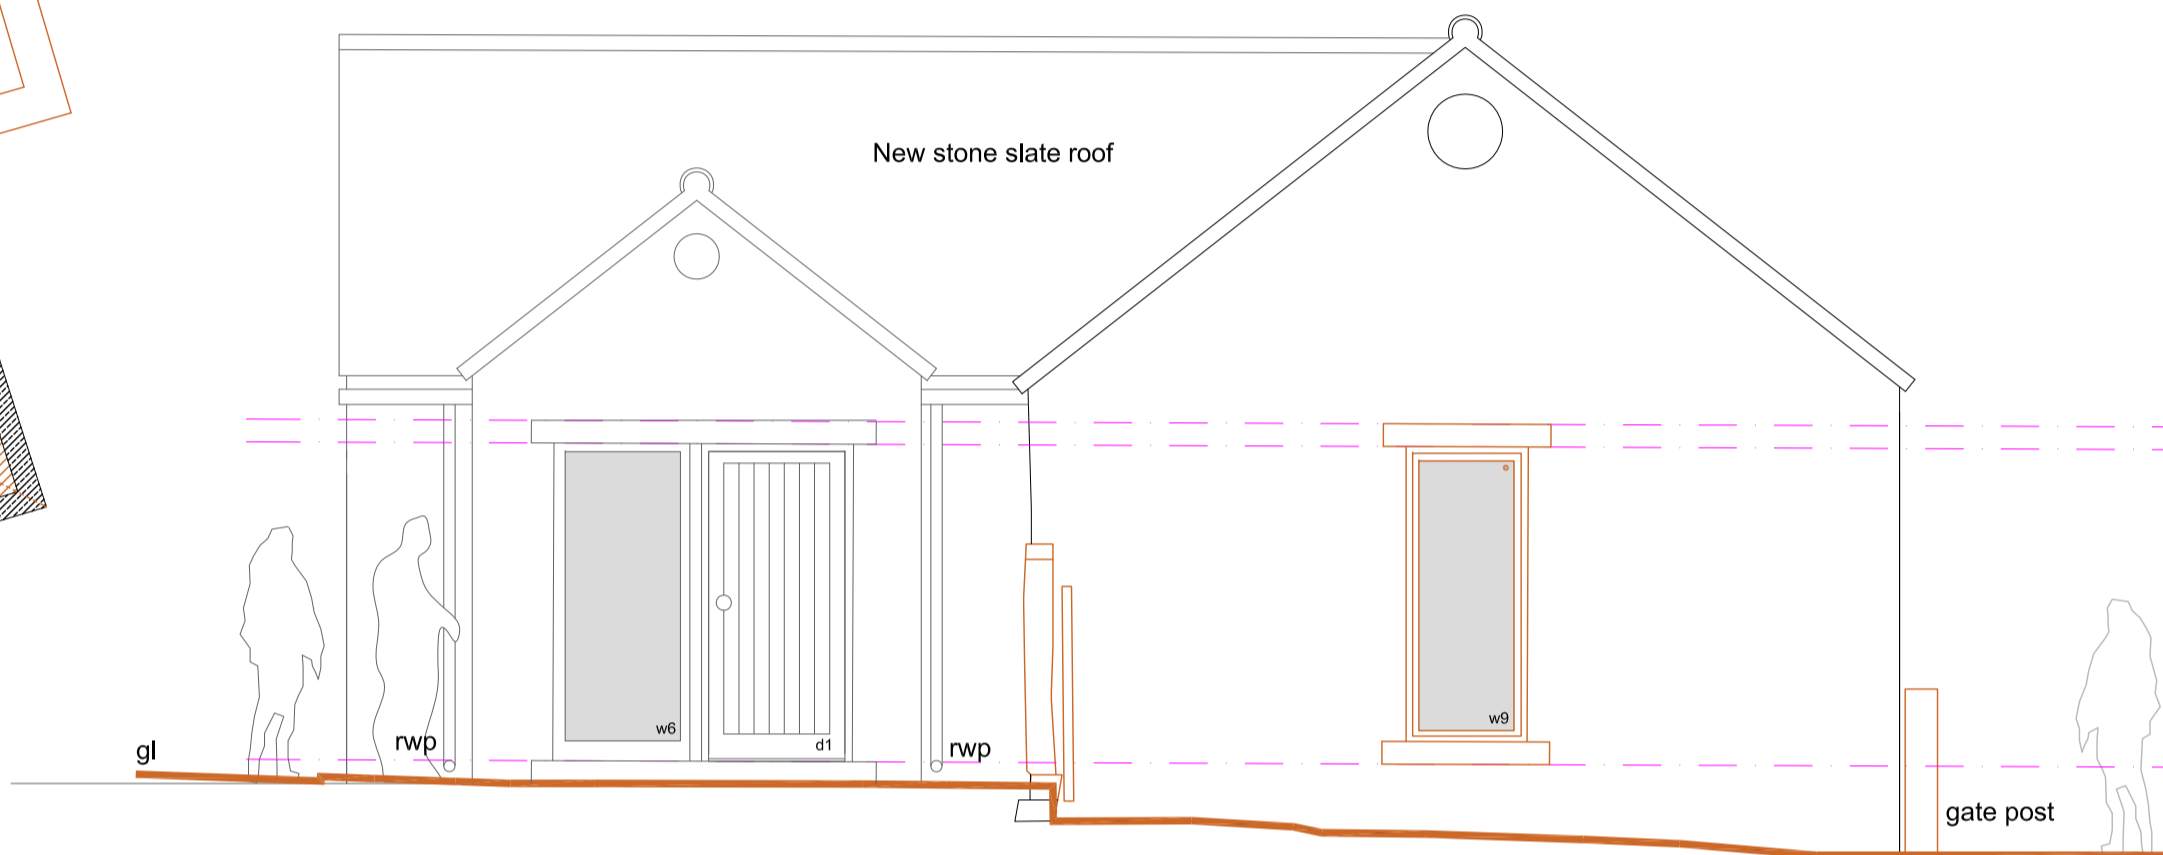 New stone slate roof
w6
d1
w9
gl
rwp
rwp
gate post